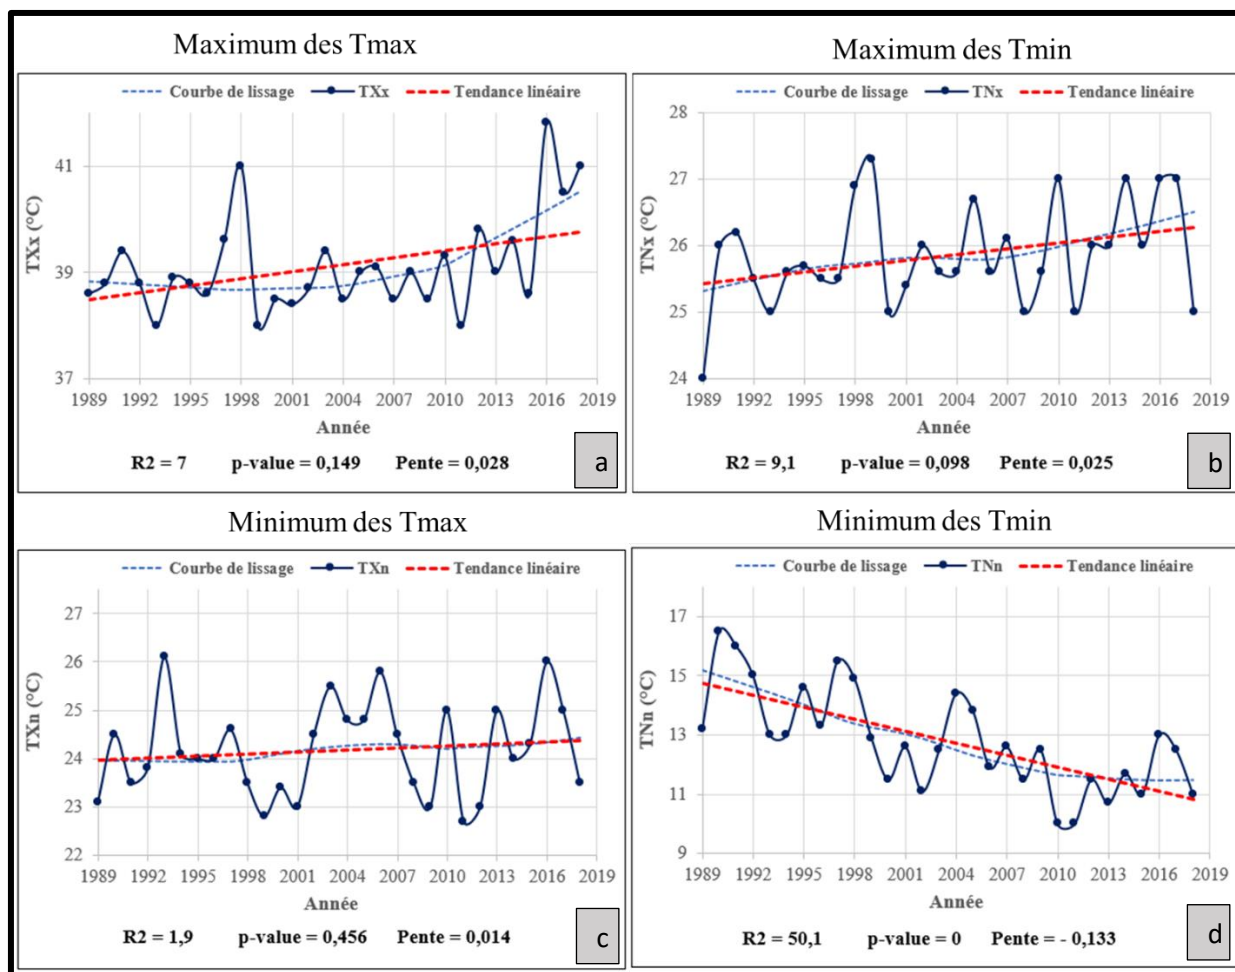 Maximum des Tmax
Courbe de lissage TXx Tendance linéaire
41
39
37
TXx (°C)
1989 1992 1995 1998 2001 2004 2007 2010 2013 2016 2019
Année
R2 = 7 p-value = 0,149 Pente = 0,028
a
Maximum des Tmin
Courbe de lissage TNx Tendance linéaire
28
27
26
25
24
TNx (°C)
1989 1992 1995 1998 2001 2004 2007 2010 2013 2016 2019
Année
R2 = 9,1 p-value = 0,098 Pente = 0,025
b
Minimum des Tmax
Courbe de lissage TXn Tendance linéaire
27
26
25
24
23
22
TXn (°C)
1989 1992 1995 1998 2001 2004 2007 2010 2013 2016 2019
Année
R2 = 1,9 p-value = 0,456 Pente = 0,014
c
Minimum des Tmin
Courbe de lissage TNn Tendance linéaire
17
15
13
11
9
TNn (°C)
1989 1992 1995 1998 2001 2004 2007 2010 2013 2016 2019
Année
R2 = 50,1 p-value = 0 Pente = - 0,133
d